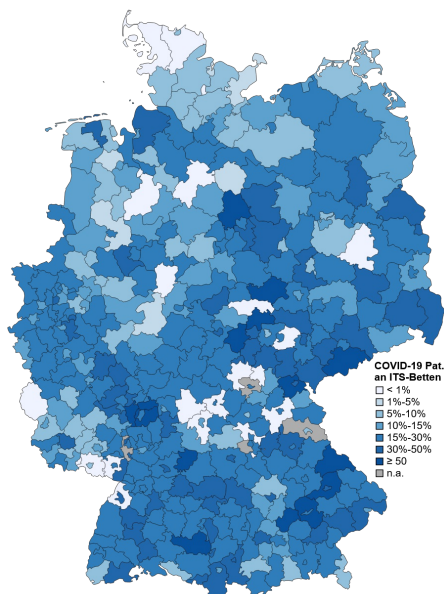 COVID-19 Pat.
an ITS-Betten
< 1%
1%-5%
5%-10%
10%-15%
15%-30%
30%-50%
≥ 50
n.a.